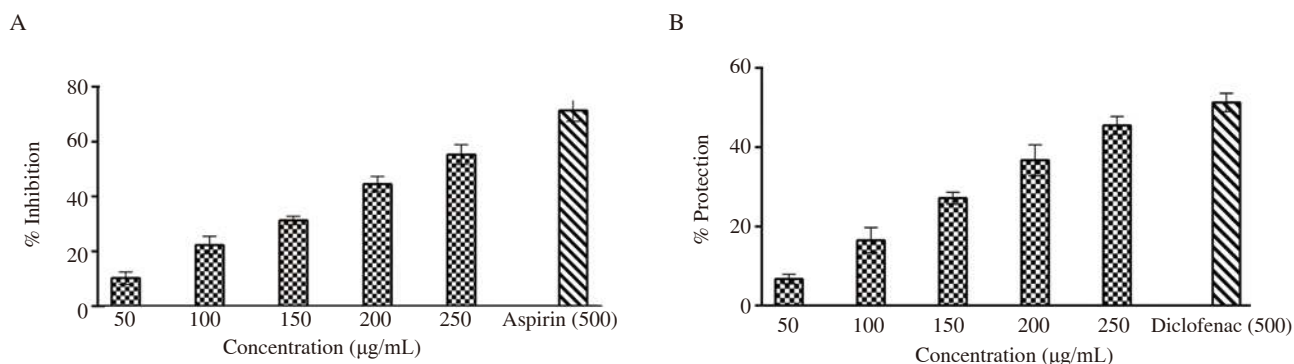 A
% Inhibition
80
60
40
20
0
50 100 150 200 250 Aspirin (500)
Concentration (μg/mL)
B
% Protection
60
40
20
0
50 100 150 200 250 Diclofenac (500)
Concentration (μg/mL)